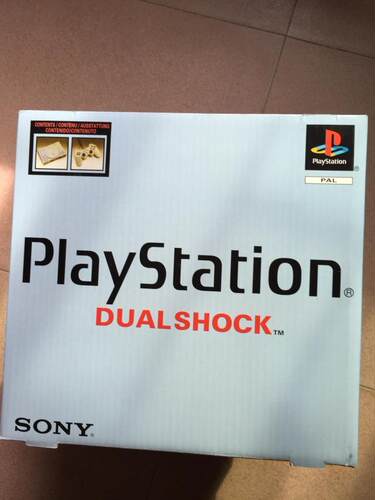 CONTENTS / CONTENU / AUSSTATTUNG
CONTENIDO/CONTENUTO
PlayStation®
PAL
PlayStation®
DUALSHOCK™
SONY®